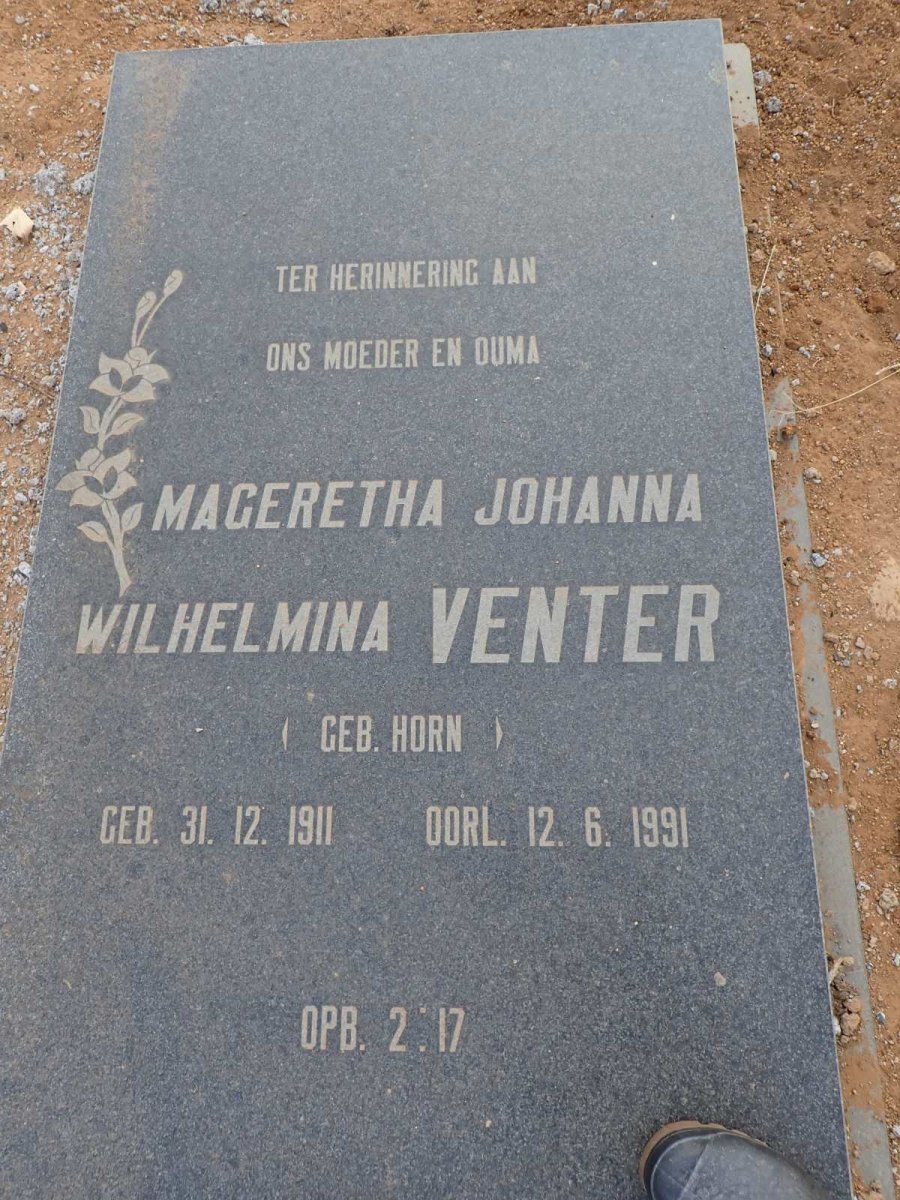 TER HERINNERING AAN
ONS MOEDER EN OUMA
MAGERETHA JOHANNA
WILHELMINA VENTER
( GEB. HORN )
GEB. 31. 12. 1911 OORL. 12. 6. 1991
OPB. 2:17